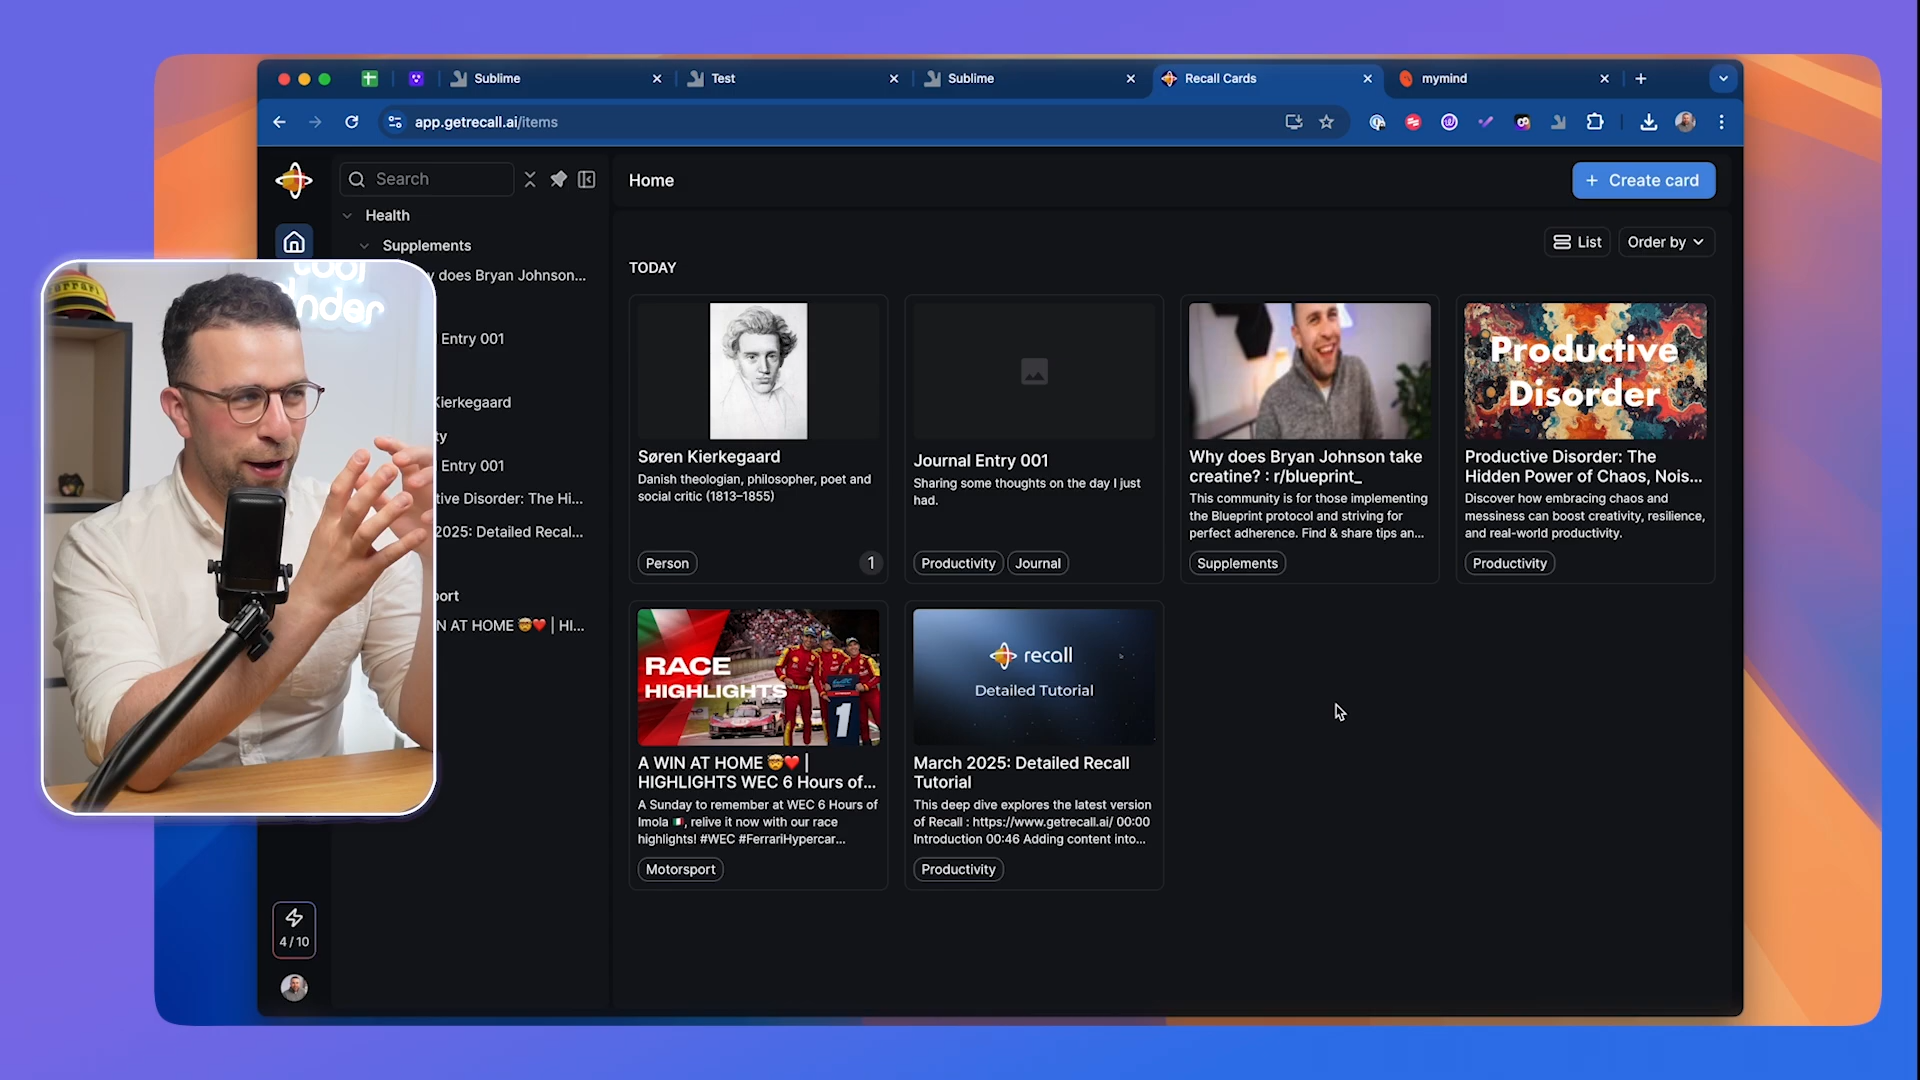 Sublime
Test
Sublime
Recall Cards
mymind
app.getrecall.ai/items
Search
Home
+ Create card
Health
Supplements
y does Bryan Johnson...
Entry 001
Kierkegaard
ty
Entry 001
tive Disorder: The Hi...
2025: Detailed Recal...
port
N AT HOME 🤯❤️ | HI...
4 / 10
Ferrari
tool
finder
List
Order by
TODAY
Søren Kierkegaard
Danish theologian, philosopher, poet and
social critic (1813–1855)
Person
1
Journal Entry 001
Sharing some thoughts on the day I just
had.
Productivity
Journal
Why does Bryan Johnson take
creatine? : r/blueprint_
This community is for those implementing
the Blueprint protocol and striving for
perfect adherence. Find & share tips an...
Supplements
Productive
Disorder
Productive Disorder: The
Hidden Power of Chaos, Nois...
Discover how embracing chaos and
messiness can boost creativity, resilience,
and real-world productivity.
Productivity
RACE
HIGHLIGHTS
1
A WIN AT HOME 🤯❤️ |
HIGHLIGHTS WEC 6 Hours of...
A Sunday to remember at WEC 6 Hours of
Imola 🇮🇹, relive it now with our race
highlights! #WEC #FerrariHypercar...
Motorsport
recall
Detailed Tutorial
March 2025: Detailed Recall
Tutorial
This deep dive explores the latest version
of Recall : https://www.getrecall.ai/ 00:00
Introduction 00:46 Adding content into...
Productivity